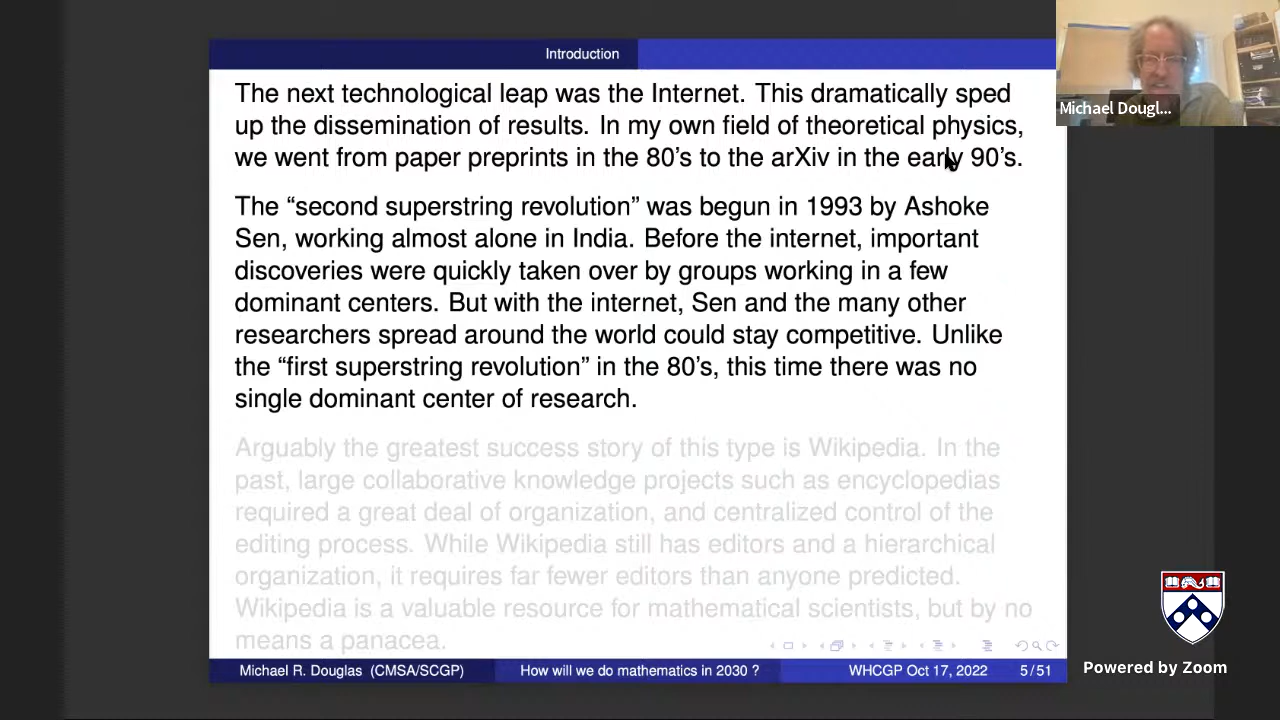 Introduction
The next technological leap was the Internet. This dramatically sped
up the dissemination of results. In my own field of theoretical physics,
we went from paper preprints in the 80’s to the arXiv in the early 90’s.
The “second superstring revolution” was begun in 1993 by Ashoke
Sen, working almost alone in India. Before the internet, important
discoveries were quickly taken over by groups working in a few
dominant centers. But with the internet, Sen and the many other
researchers spread around the world could stay competitive. Unlike
the “first superstring revolution” in the 80’s, this time there was no
single dominant center of research.
Arguably the greatest success story of this type is Wikipedia. In the
past, large collaborative knowledge projects such as encyclopedias
required a great deal of organization, and centralized control of the
editing process. While Wikipedia still has editors and a hierarchical
organization, it requires far fewer editors than anyone predicted.
Wikipedia is a valuable resource for mathematical scientists, but by no
means a panacea.
Michael R. Douglas (CMSA/SCGP)
How will we do mathematics in 2030 ?
WHCGP Oct 17, 2022
5 / 51
Michael Dougl...
Powered by Zoom